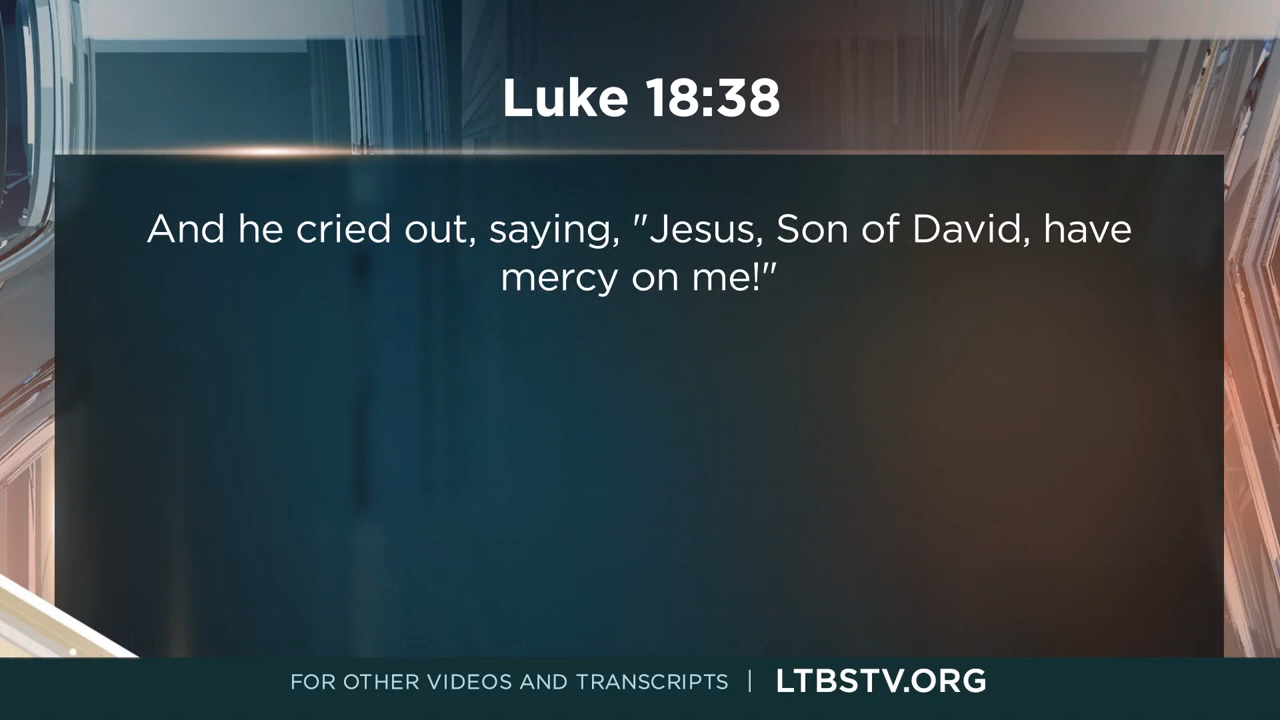 Luke 18:38
And he cried out, saying, "Jesus, Son of David, have
mercy on me!"
FOR OTHER VIDEOS AND TRANSCRIPTS | LTBSTV.ORG